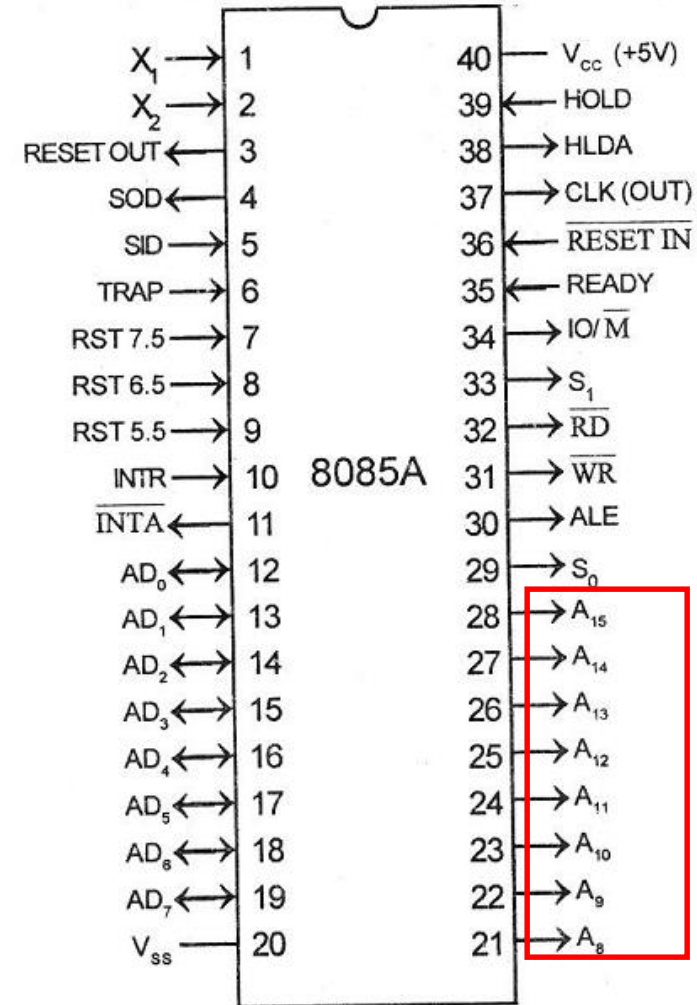 X1 1 40 Vcc (+5V)
X2 2 39 HOLD
RESET OUT 3 38 HLDA
SOD 4 37 CLK (OUT)
SID 5 36 RESET IN
TRAP 6 35 READY
RST 7.5 7 34 IO/M
RST 6.5 8 33 S1
RST 5.5 9 32 RD
INTR 10 8085A 31 WR
INTA 11 30 ALE
AD0 12 29 S0
AD1 13 28 A15
AD2 14 27 A14
AD3 15 26 A13
AD4 16 25 A12
AD5 17 24 A11
AD6 18 23 A10
AD7 19 22 A9
Vss 20 21 A8